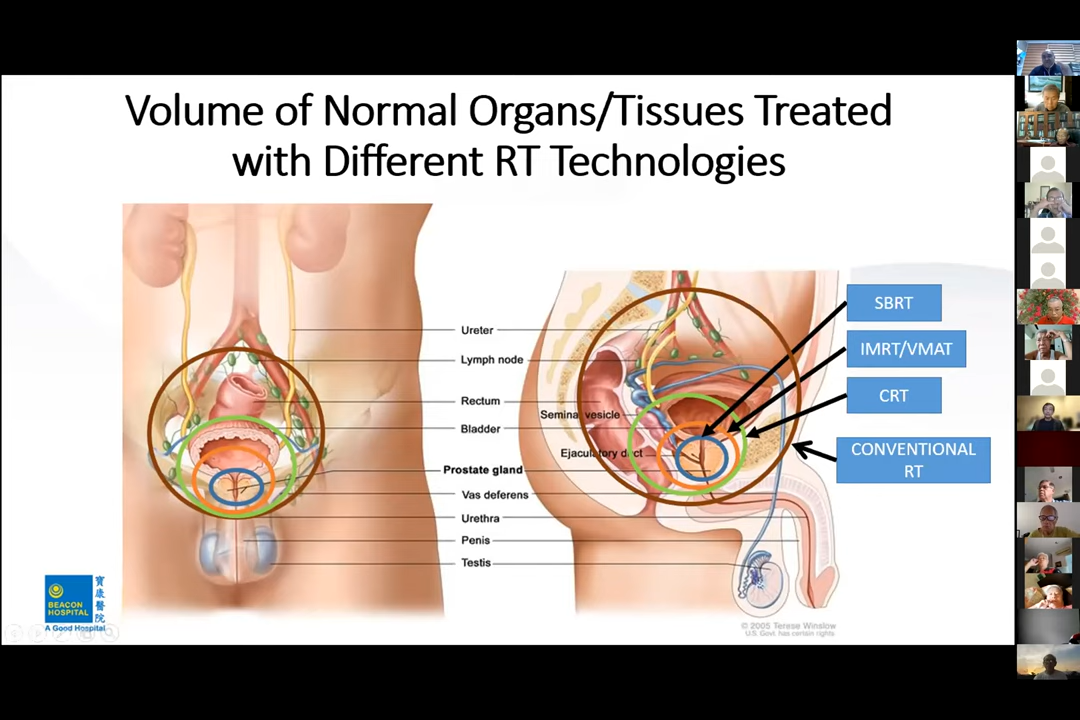 Volume of Normal Organs/Tissues Treated
with Different RT Technologies
SBRT
IMRT/VMAT
CRT
CONVENTIONAL
RT
Ureter
Lymph node
Rectum
Seminal vesicle
Bladder
Ejaculatory duct
Prostate gland
Vas deferens
Urethra
Penis
Testis
BEACON
HOSPITAL
寶康醫院
A Good Hospital
© 2005 Terese Winslow
U.S. Govt. has certain rights